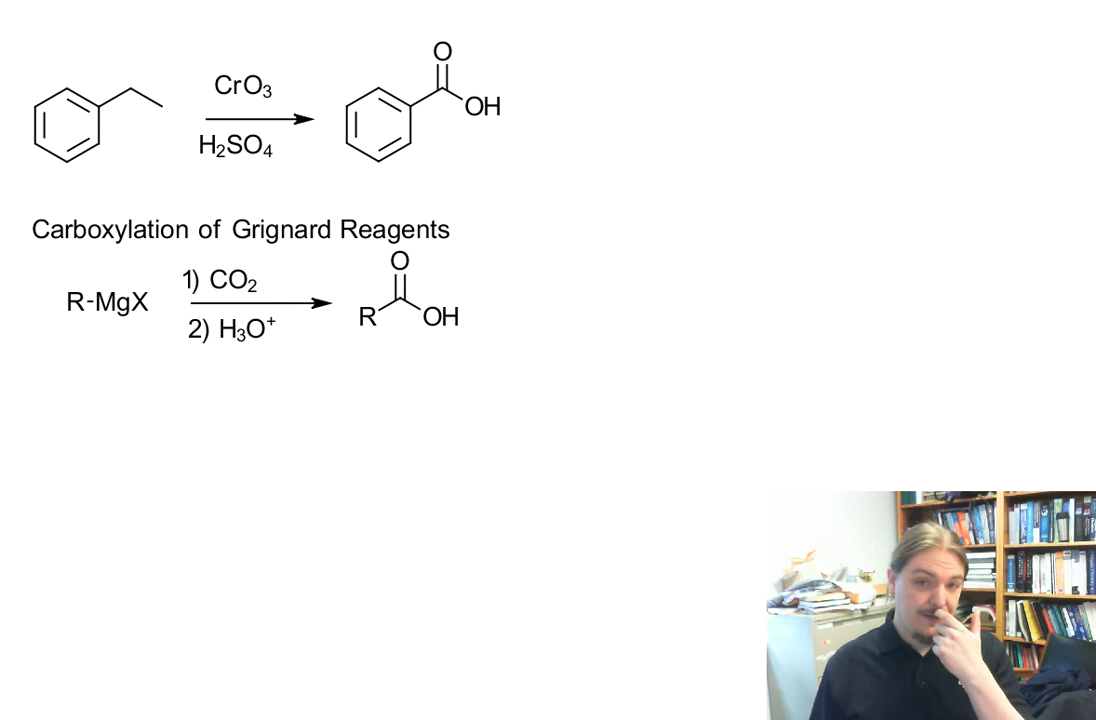 O
CrO₃
OH
H₂SO₄
Carboxylation of Grignard Reagents
O
1) CO₂
R-MgX
R
OH
2) H₃O⁺